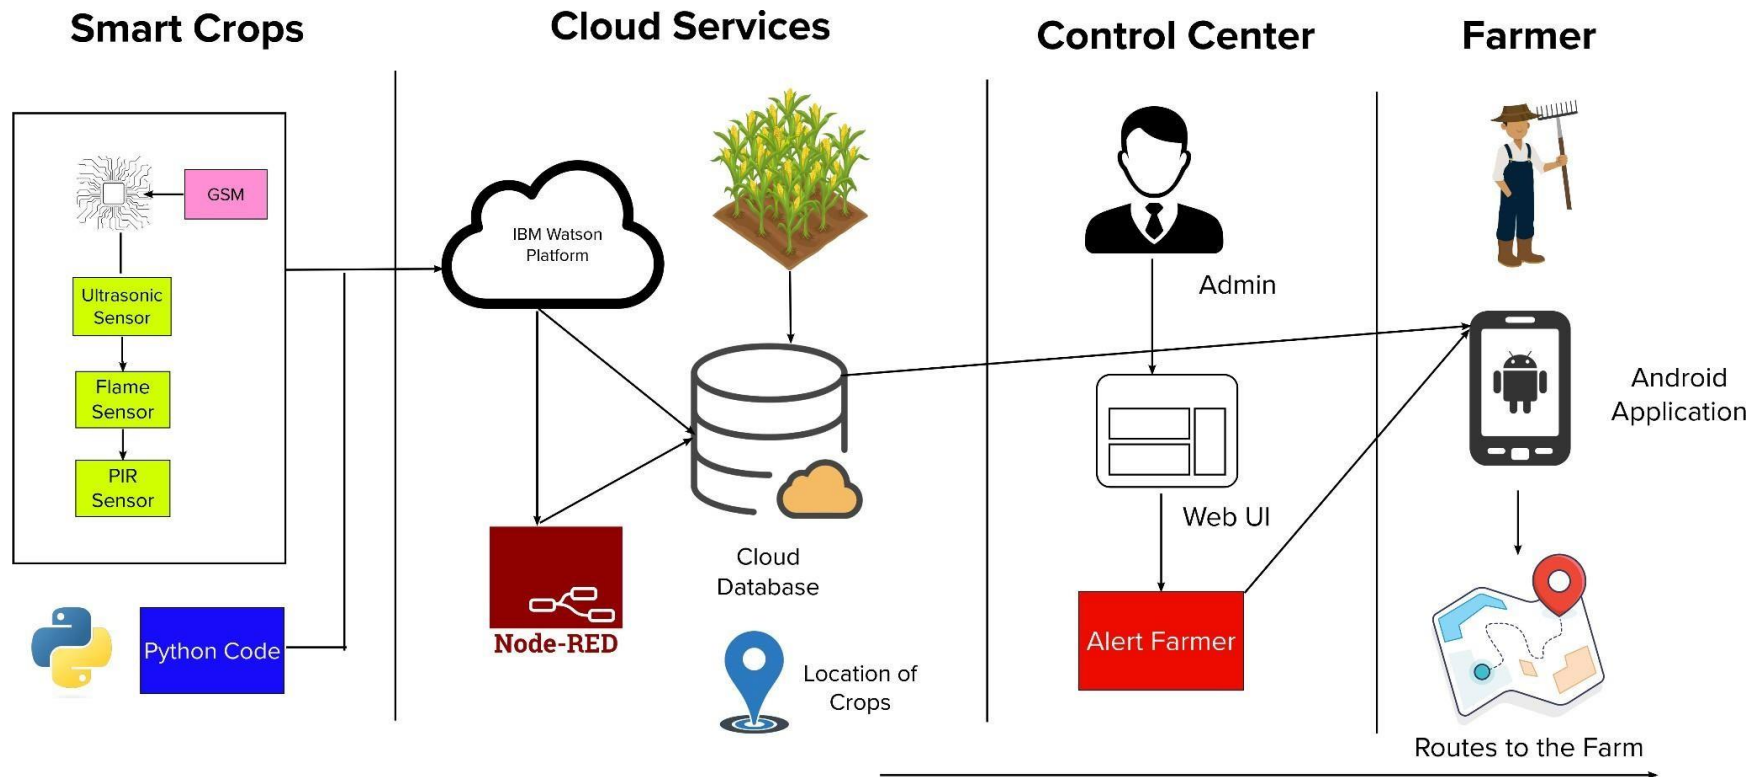 Smart Crops
Cloud Services
Control Center
Farmer
GSM
Ultrasonic
Sensor
Flame
Sensor
PIR
Sensor
Python Code
IBM Watson
Platform
Node-RED
Cloud
Database
Location of
Crops
Admin
Web UI
Alert Farmer
Android
Application
Routes to the Farm